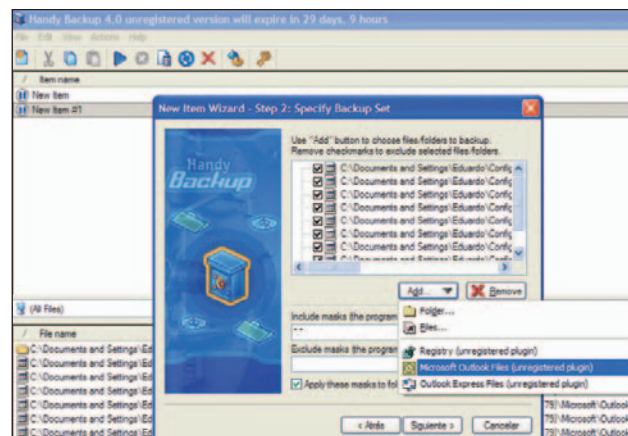 Handy Backup 4.0 unregistered version will expire in 29 days, 9 hours
File Edit View Actions Help
/ Item name
New Item
New Item #1
New Item Wizard - Step 2: Specify Backup Set
Use "Add" button to choose files/folders to backup.
Remove checkmarks to exclude selected files/folders.
Handy
Backup
C:\Documents and Settings\Eduardo\Config
C:\Documents and Settings\Eduardo\Config
C:\Documents and Settings\Eduardo\Config
C:\Documents and Settings\Eduardo\Config
C:\Documents and Settings\Eduardo\Config
C:\Documents and Settings\Eduardo\Config
C:\Documents and Settings\Eduardo\Config
C:\Documents and Settings\Eduardo\Config
Add... Remove
(All Files)
Folder...
Files...
Include masks (the program
Registry (unregistered plugin)
Microsoft Outlook Files (unregistered plugin)
Outlook Express Files (unregistered plugin)
Exclude masks (the program
Apply these masks to fol
/ File name
C:\Documents and Settings\Ed
C:\Documents and Settings\Ed
C:\Documents and Settings\Ed
C:\Documents and Settings\Ed
C:\Documents and Settings\Ed
C:\Documents and Settings\Ed
C:\Documents and Settings\Ed
< Atrás Siguiente > Cancelar
79)\Microsoft\Outlook
79)\Microsoft\Outlook
79)\Microsoft\Outlook